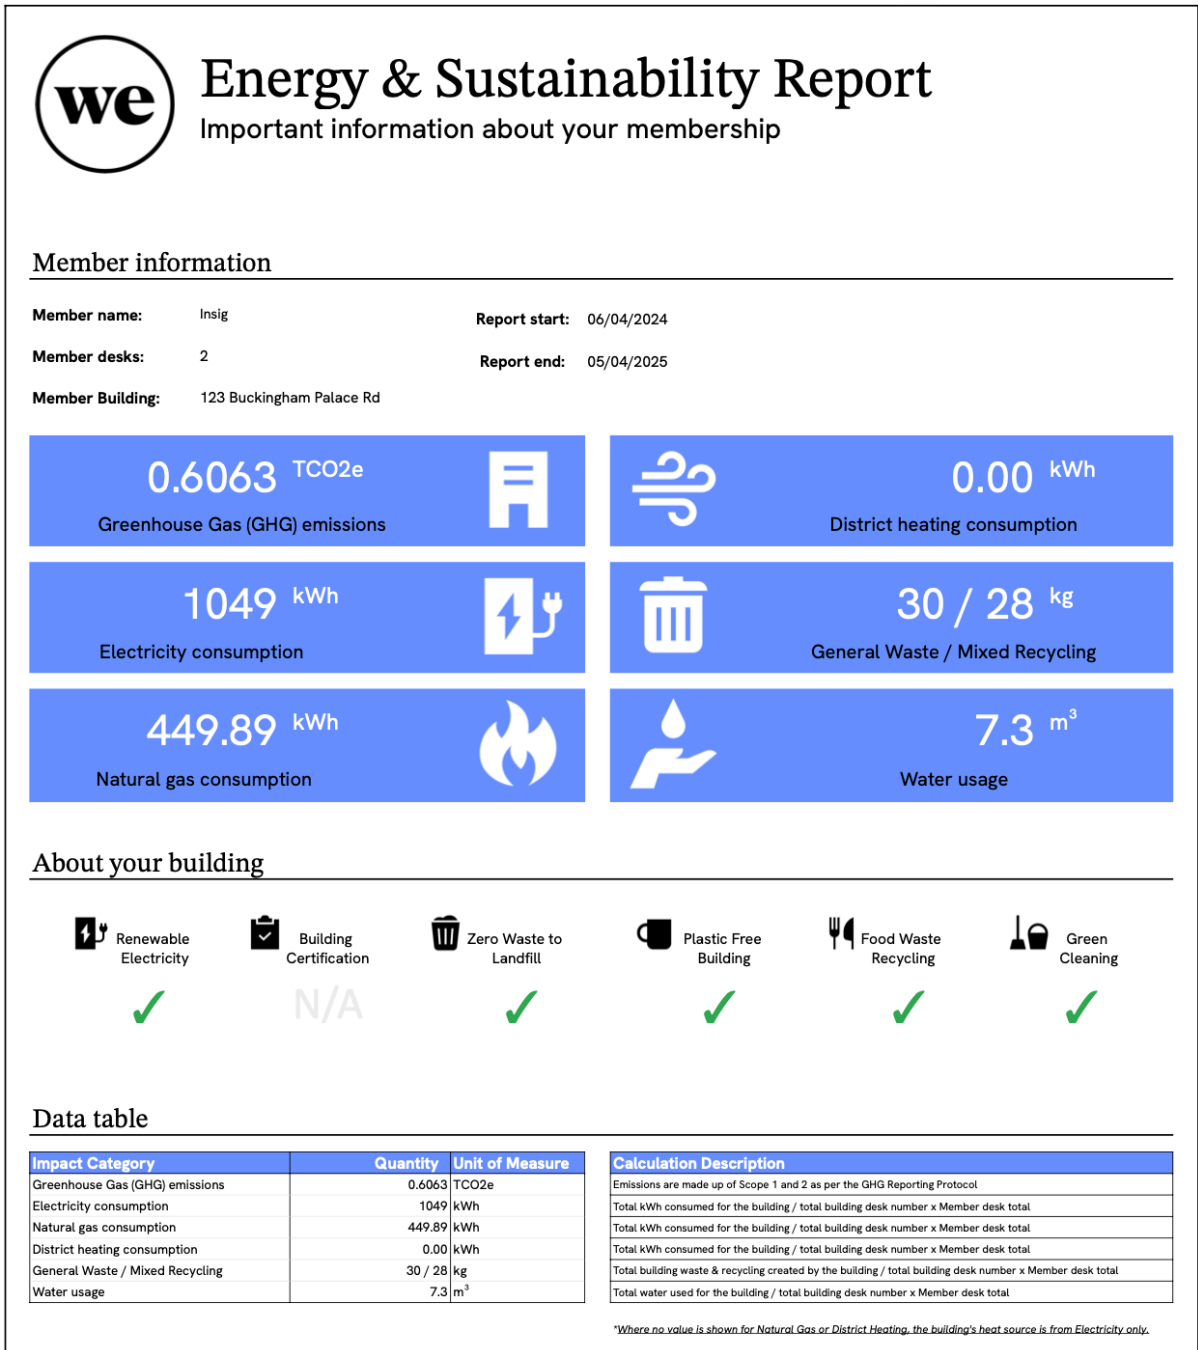 we
Energy & Sustainability Report
Important information about your membership
Member information
Member name: Insig
Report start: 06/04/2024
Member desks: 2
Report end: 05/04/2025
Member Building: 123 Buckingham Palace Rd
0.6063 TCO2e
Greenhouse Gas (GHG) emissions
0.00 kWh
District heating consumption
1049 kWh
Electricity consumption
30 / 28 kg
General Waste / Mixed Recycling
449.89 kWh
Natural gas consumption
7.3 m³
Water usage
About your building
Renewable
Electricity
Building
Certification
N/A
Zero Waste to
Landfill
Plastic Free
Building
Food Waste
Recycling
Green
Cleaning
Data table
Impact Category Quantity Unit of Measure
Greenhouse Gas (GHG) emissions 0.6063 TCO2e
Electricity consumption 1049 kWh
Natural gas consumption 449.89 kWh
District heating consumption 0.00 kWh
General Waste / Mixed Recycling 30 / 28 kg
Water usage 7.3 m³
Calculation Description
Emissions are made up of Scope 1 and 2 as per the GHG Reporting Protocol
Total kWh consumed for the building / total building desk number x Member desk total
Total kWh consumed for the building / total building desk number x Member desk total
Total kWh consumed for the building / total building desk number x Member desk total
Total building waste & recycling created by the building / total building desk number x Member desk total
Total water used for the building / total building desk number x Member desk total
*Where no value is shown for Natural Gas or District Heating, the building's heat source is from Electricity only.